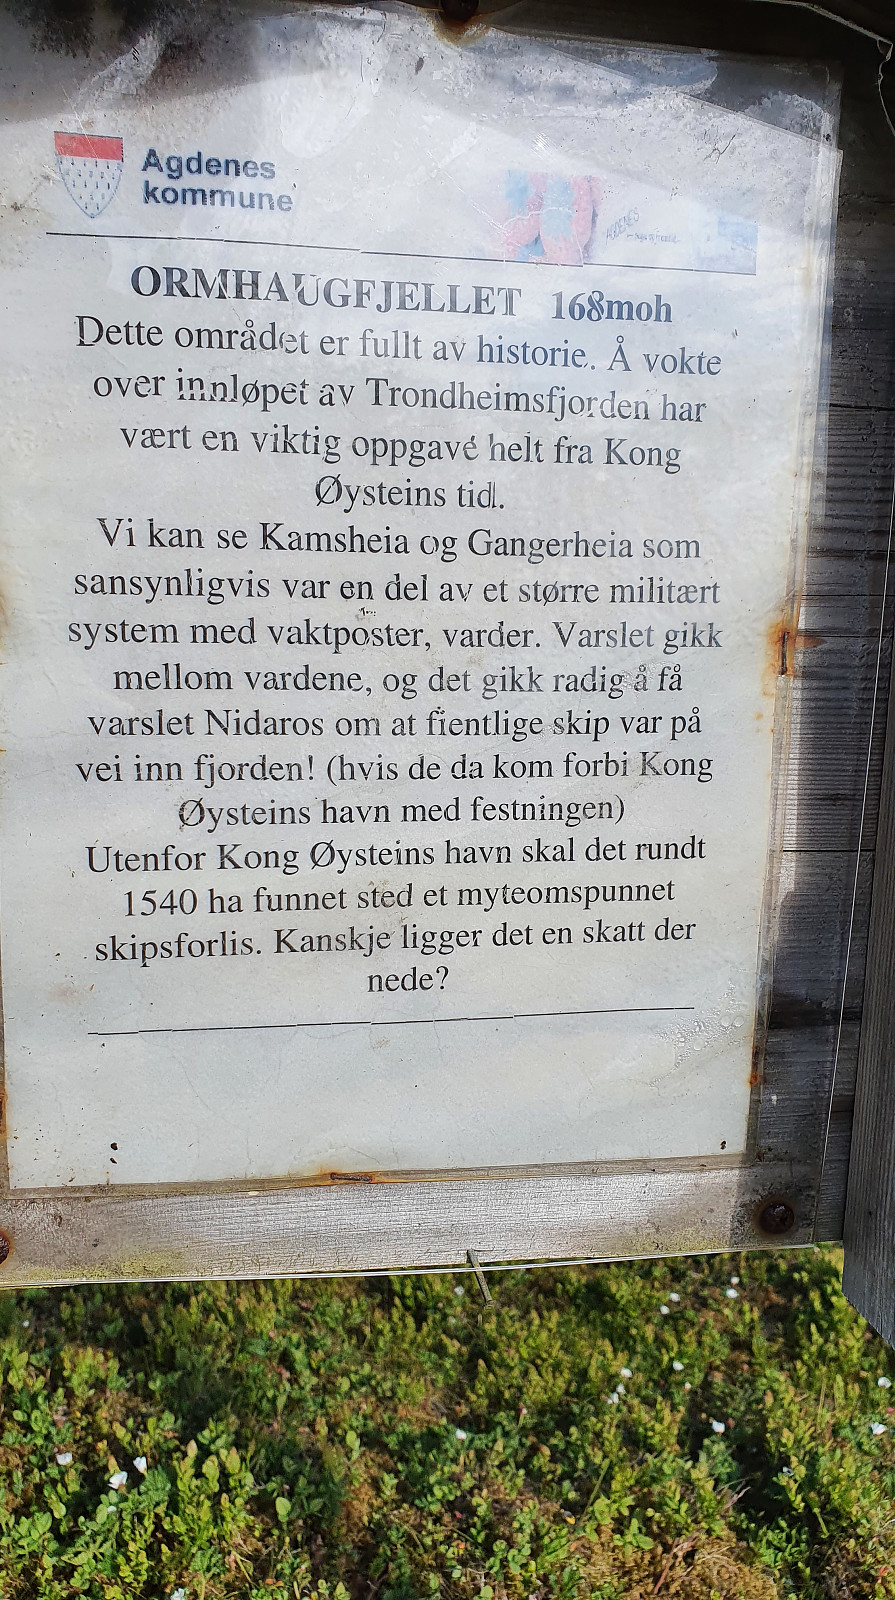 Agdenes
kommune
AGDENES
ORMHAUGFJELLET 168moh
Dette området er fullt av historie. Å vokte
over innløpet av Trondheimsfjorden har
vært en viktig oppgave helt fra Kong
Øysteins tid.
Vi kan se Kamsheia og Gangerheia som
sansynligvis var en del av et større militært
system med vaktposter, varder. Varslet gikk
mellom vardene, og det gikk radig å få
varslet Nidaros om at fientlige skip var på
vei inn fjorden! (hvis de da kom forbi Kong
Øysteins havn med festningen)
Utenfor Kong Øysteins havn skal det rundt
1540 ha funnet sted et myteomspunnet
skipsforlis. Kanskje ligger det en skatt der
nede?